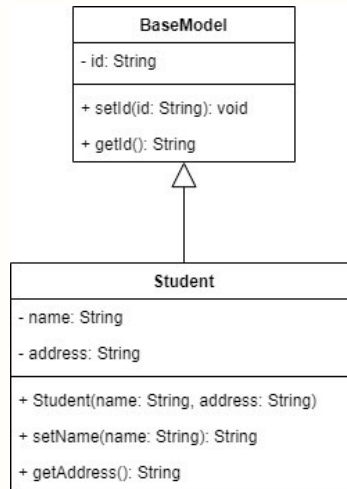 BaseModel
- id: String
+ setId(id: String): void
+ getId(): String
Student
- name: String
- address: String
+ Student(name: String, address: String)
+ setName(name: String): String
+ getAddress(): String